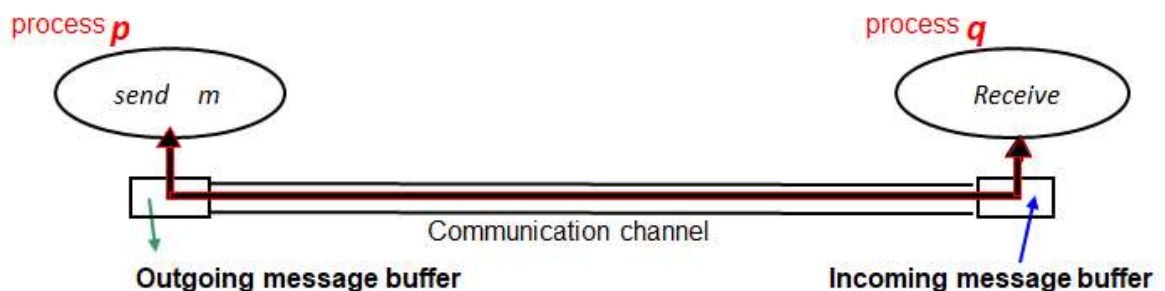 process p
process q
send m
Receive
Communication channel
Outgoing message buffer
Incoming message buffer